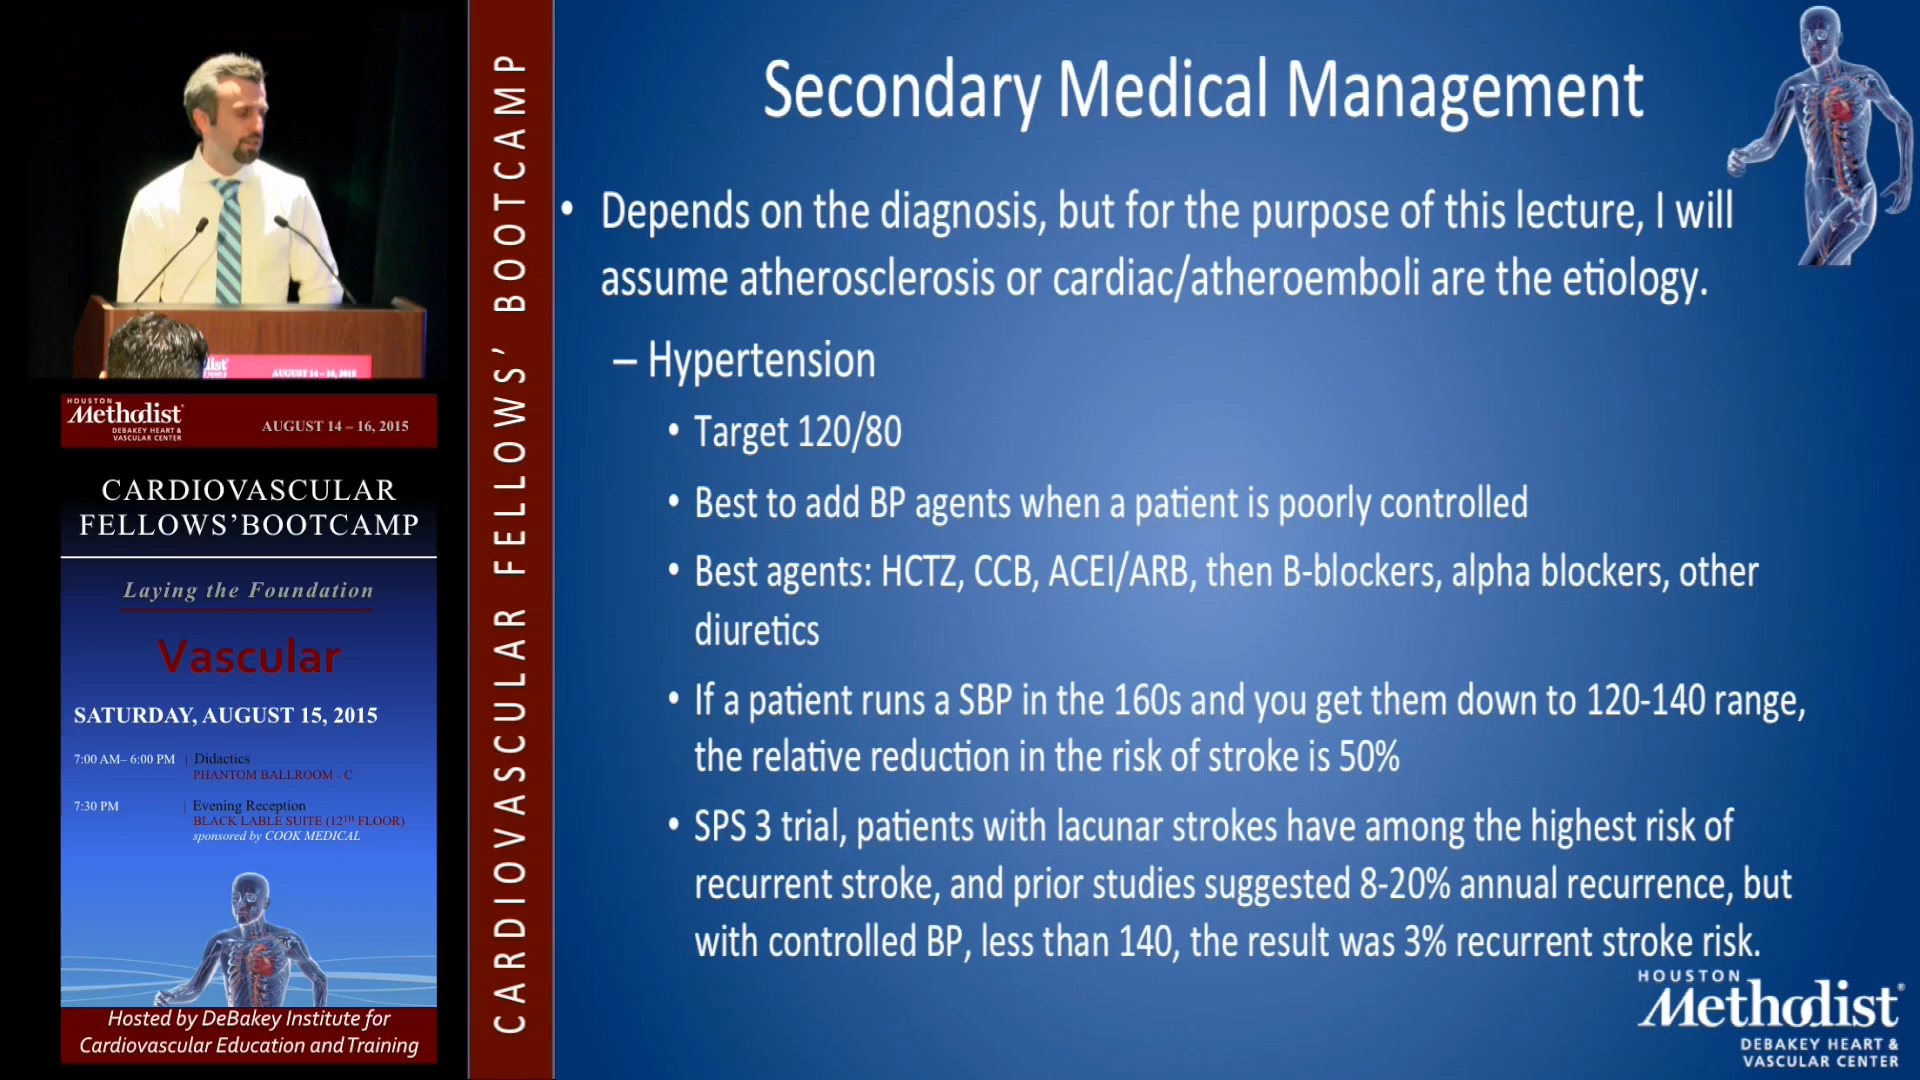 list
AUGUST 14 – 16, 2015
HOUSTON
Methodist
DEBAKEY HEART &
VASCULAR CENTER
AUGUST 14 – 16, 2015
CARDIOVASCULAR
FELLOWS’BOOTCAMP
Laying the Foundation
Vascular
SATURDAY, AUGUST 15, 2015
7:00 AM– 6:00 PM | Didactics
PHANTOM BALLROOM - C
7:30 PM | Evening Reception
BLACK LABLE SUITE (12TH FLOOR)
sponsored by COOK MEDICAL
Hosted by DeBakey Institute for
Cardiovascular Education and Training
CARDIOVASCULAR FELLOWS’ BOOTCAMP
Secondary Medical Management
• Depends on the diagnosis, but for the purpose of this lecture, I will
assume atherosclerosis or cardiac/atheroemboli are the etiology.
– Hypertension
• Target 120/80
• Best to add BP agents when a patient is poorly controlled
• Best agents: HCTZ, CCB, ACEI/ARB, then B-blockers, alpha blockers, other
diuretics
• If a patient runs a SBP in the 160s and you get them down to 120-140 range,
the relative reduction in the risk of stroke is 50%
• SPS 3 trial, patients with lacunar strokes have among the highest risk of
recurrent stroke, and prior studies suggested 8-20% annual recurrence, but
with controlled BP, less than 140, the result was 3% recurrent stroke risk.
HOUSTON
Methodist®
DEBAKEY HEART &
VASCULAR CENTER